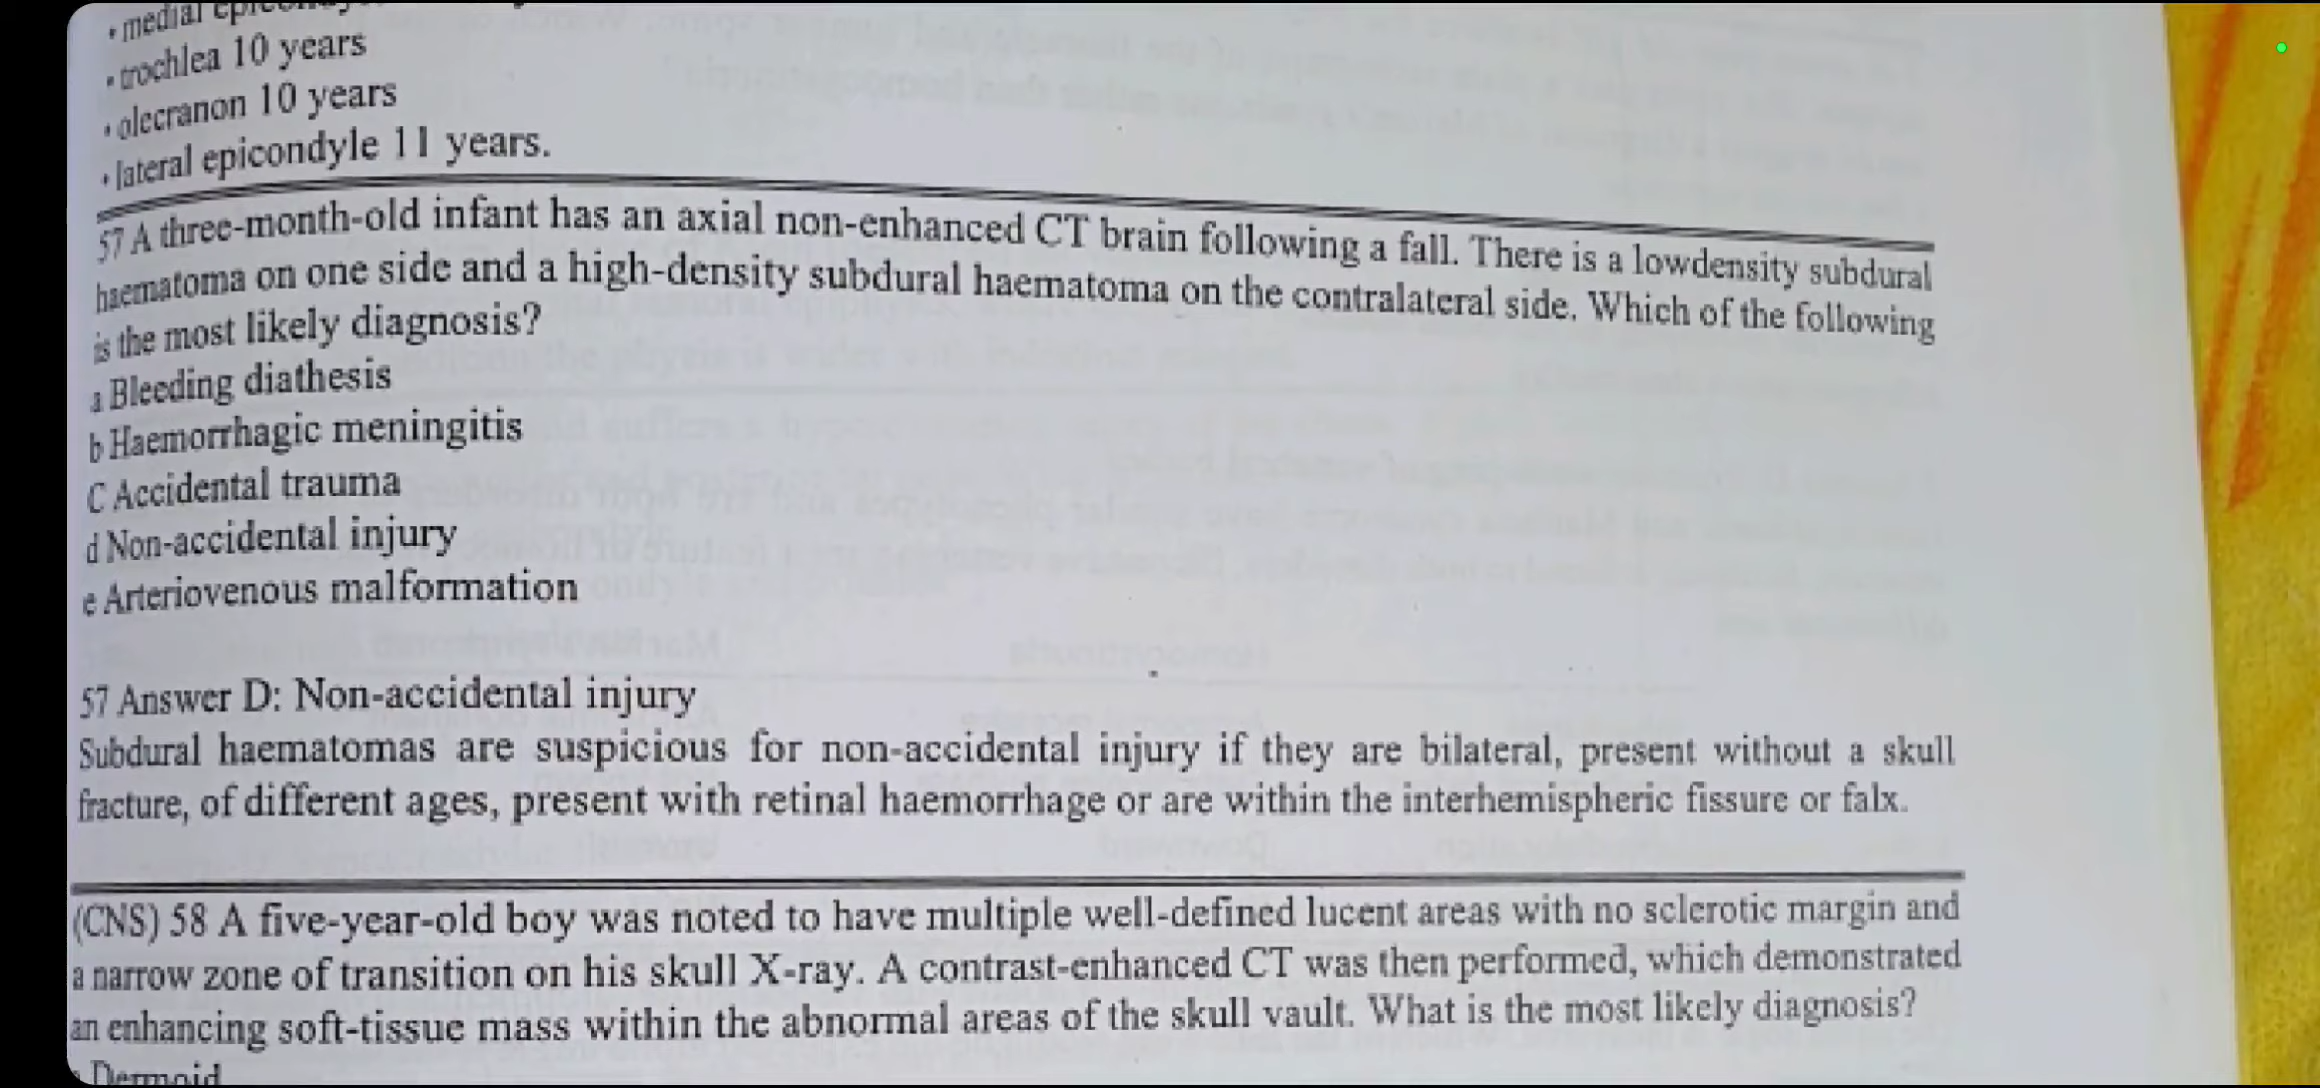 • medial
• trochlea 10 years
• olecranon 10 years
• lateral epicondyle 11 years.
57 A three-month-old infant has an axial non-enhanced CT brain following a fall. There is a lowdensity subdural
haematoma on one side and a high-density subdural haematoma on the contralateral side. Which of the following
is the most likely diagnosis?
a Bleeding diathesis
b Haemorrhagic meningitis
C Accidental trauma
d Non-accidental injury
e Arteriovenous malformation
57 Answer D: Non-accidental injury
Subdural haematomas are suspicious for non-accidental injury if they are bilateral, present without a skull
fracture, of different ages, present with retinal haemorrhage or are within the interhemispheric fissure or falx.
(CNS) 58 A five-year-old boy was noted to have multiple well-defined lucent areas with no sclerotic margin and
a narrow zone of transition on his skull X-ray. A contrast-enhanced CT was then performed, which demonstrated
an enhancing soft-tissue mass within the abnormal areas of the skull vault. What is the most likely diagnosis?
Dermoid